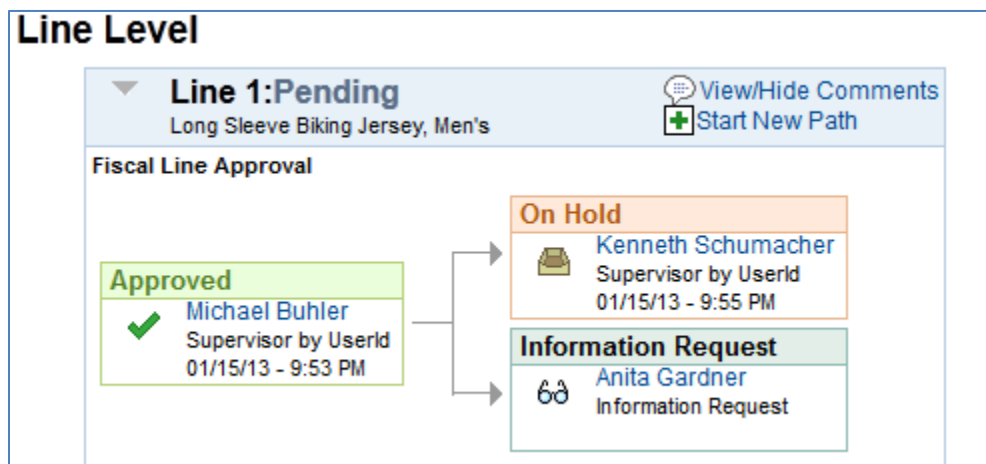 Line Level
Line 1:Pending
Long Sleeve Biking Jersey, Men's
View/Hide Comments
Start New Path
Fiscal Line Approval
Approved
Michael Buhler
Supervisor by UserId
01/15/13 - 9:53 PM
On Hold
Kenneth Schumacher
Supervisor by UserId
01/15/13 - 9:55 PM
Information Request
Anita Gardner
Information Request